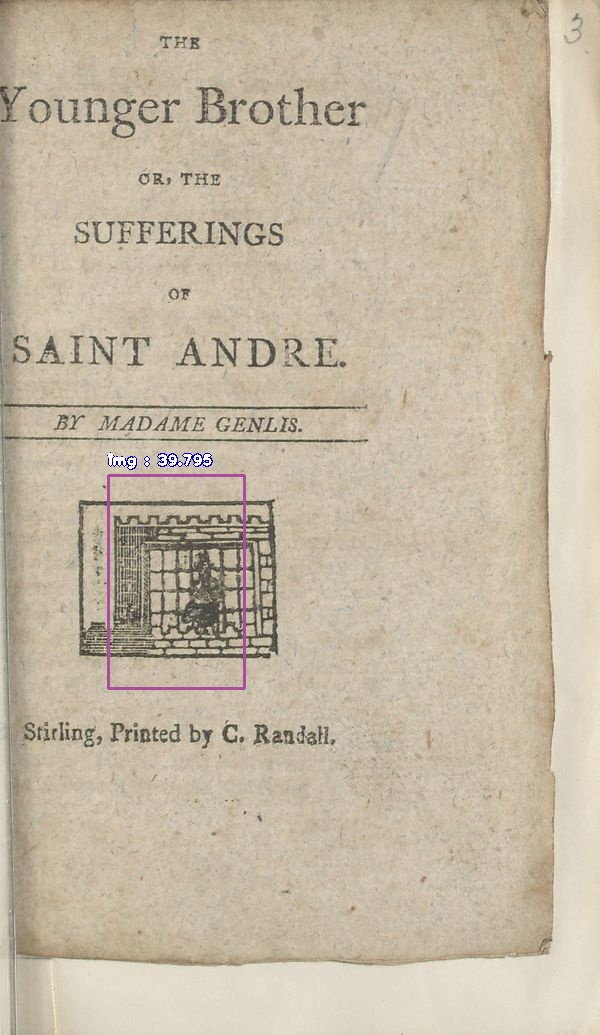 3
THE
Younger Brother
OR, THE
SUFFERINGS
OF
SAINT ANDRE.
BY MADAME GENLIS.
img : 39.795
Stirling, Printed by C. Randall.